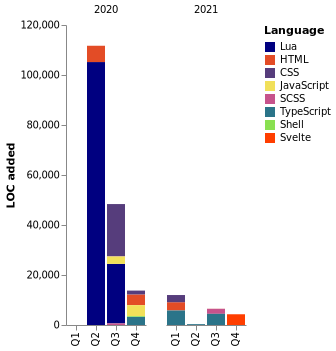 2020
2021
120,000
100,000
80,000
60,000
40,000
20,000
0
LOC added
Q1
Q2
Q3
Q4
Q1
Q2
Q3
Q4
Language
Lua
HTML
CSS
JavaScript
SCSS
TypeScript
Shell
Svelte